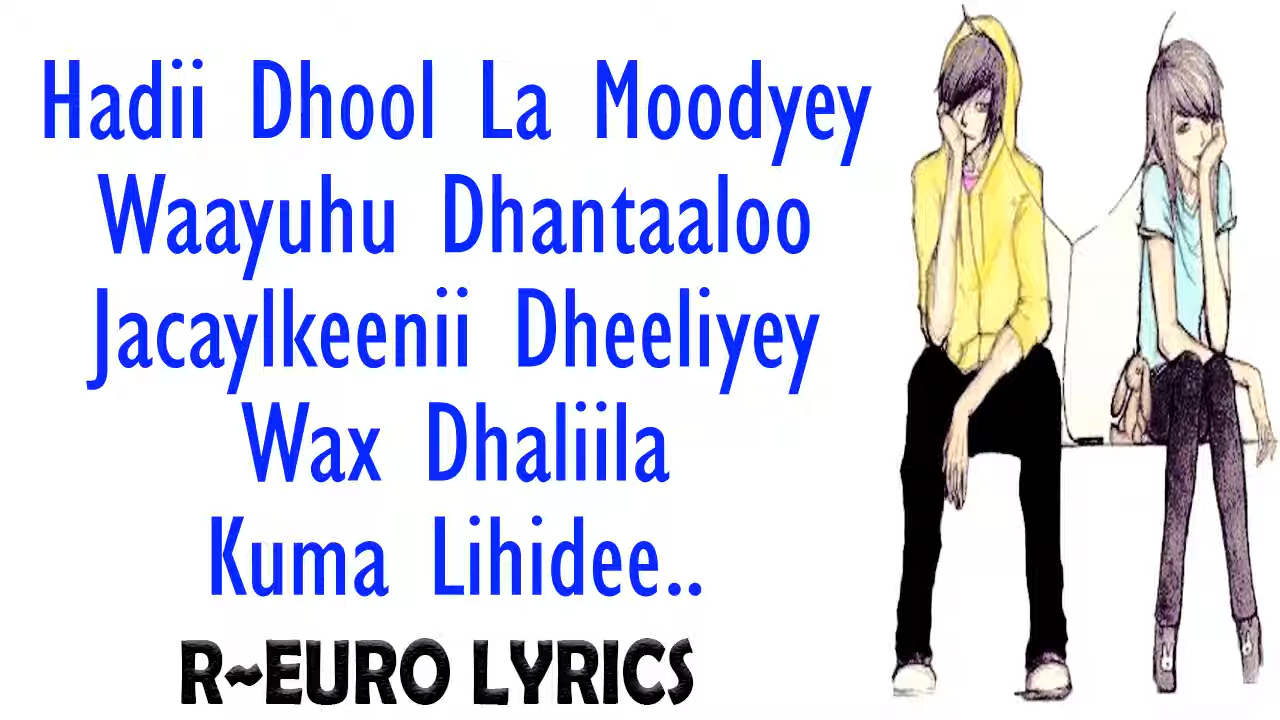 Hadii Dhool La Moodyey
Waayuhu Dhantaaloo
Jacaylkeenii Dheeliyey
Wax Dhaliila
Kuma Lihidee..
R~EURO LYRICS